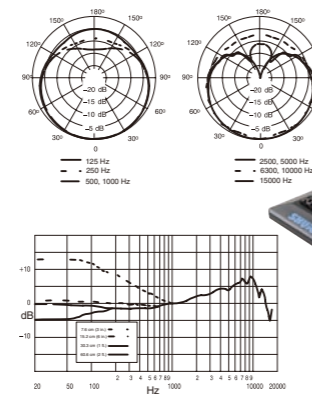 180º
150º
150º
120º
120º
90º
90º
60º
60º
30º
30º
0
–20 dB
–15 dB
–10 dB
–5 dB
125 Hz
250 Hz
500, 1000 Hz
180º
150º
150º
120º
120º
90º
60º
30º
30º
0
–20 dB
–15 dB
–10 dB
–5 dB
2500, 5000 Hz
6300, 10000 Hz
15000 Hz
+10
0
dB
–10
20 50 100 2 3 4 5 6 7 8 9 1000 2 3 4 5 6 7 8 9 10000 20000
Hz